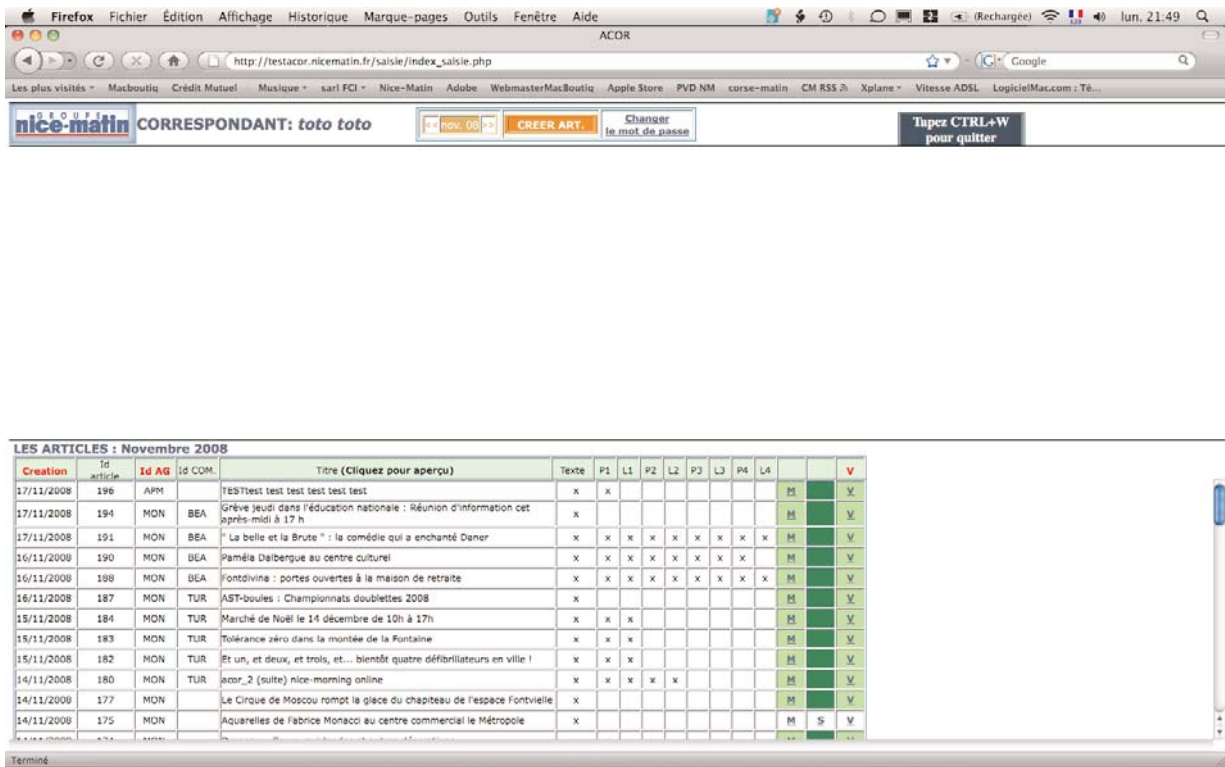 Firefox Fichier Édition Affichage Historique Marque-pages Outils Fenêtre Aide (Rechargée) lun. 21:49
ACOR
http://testacor.nicematin.fr/saisie/index_saisie.php Google
Les plus visités Macboutiq Crédit Mutuel Musique sarl FCI Nice-Matin Adobe WebmasterMacBoutiq Apple Store PVD NM corse-matin CM RSS Xplane Vitesse ADSL LogicielMac.com : Té...
GROUPE
nice-matin CORRESPONDANT: toto toto << nov. 08 >> CREER ART. Changer
le mot de passe
Tapez CTRL+W
pour quitter
LES ARTICLES : Novembre 2008
Creation Id article Id AG Id COM. Titre (Cliquez pour aperçu) Texte P1 L1 P2 L2 P3 L3 P4 L4 V
17/11/2008 196 APM TESTtest test test test test test x x M V
17/11/2008 194 MON BEA Grève jeudi dans l'éducation nationale : Réunion d'information cet
après-midi à 17 h x M V
17/11/2008 191 MON BEA " La belle et la Brute " : la comédie qui a enchanté Daner x x x x x x x x x M V
16/11/2008 190 MON BEA Paméla Dalbergue au centre culturel x x x x x x x x M V
16/11/2008 188 MON BEA Fontdivina : portes ouvertes à la maison de retraite x x x x x x x x x M V
16/11/2008 187 MON TUR AST-boules : Championnats doublettes 2008 x M V
15/11/2008 184 MON TUR Marché de Noël le 14 décembre de 10h à 17h x x x M V
15/11/2008 183 MON TUR Tolérance zéro dans la montée de la Fontaine x x x M V
15/11/2008 182 MON TUR Et un, et deux, et trois, et... bientôt quatre défibrillateurs en ville ! x x x M V
14/11/2008 180 MON TUR acor_2 (suite) nice-morning online x x x x x M V
14/11/2008 177 MON Le Cirque de Moscou rompt la glace du chapiteau de l'espace Fontvielle x M V
14/11/2008 175 MON Aquarelles de Fabrice Monacci au centre commercial le Métropole x M S V
Terminé